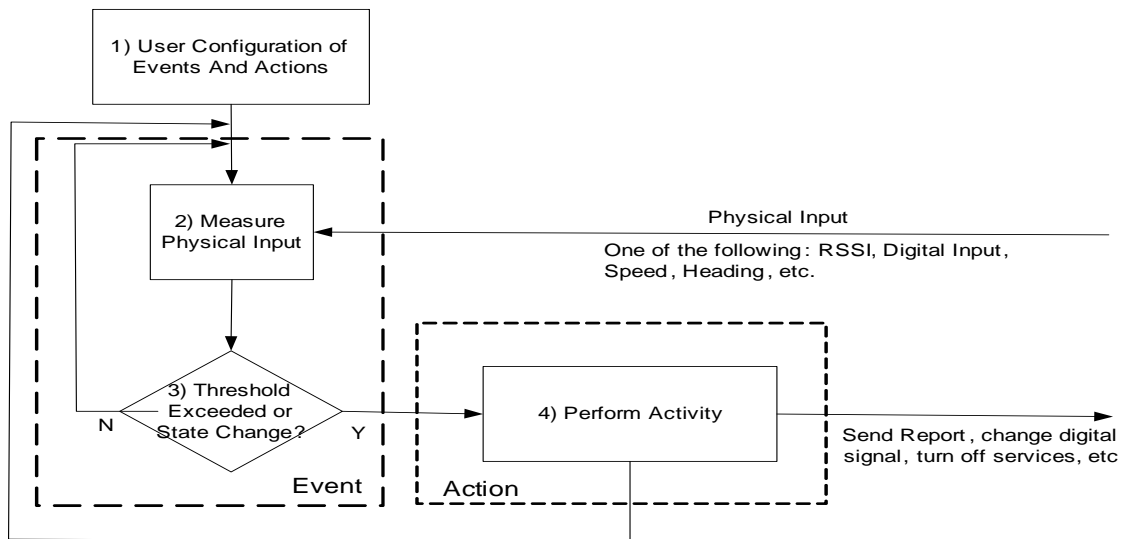 1) User Configuration of
Events And Actions
2) Measure
Physical Input
Physical Input
One of the following: RSSI, Digital Input,
Speed, Heading, etc.
3) Threshold
Exceeded or
State Change?
N
Y
Event
4) Perform Activity
Action
Send Report, change digital
signal, turn off services, etc